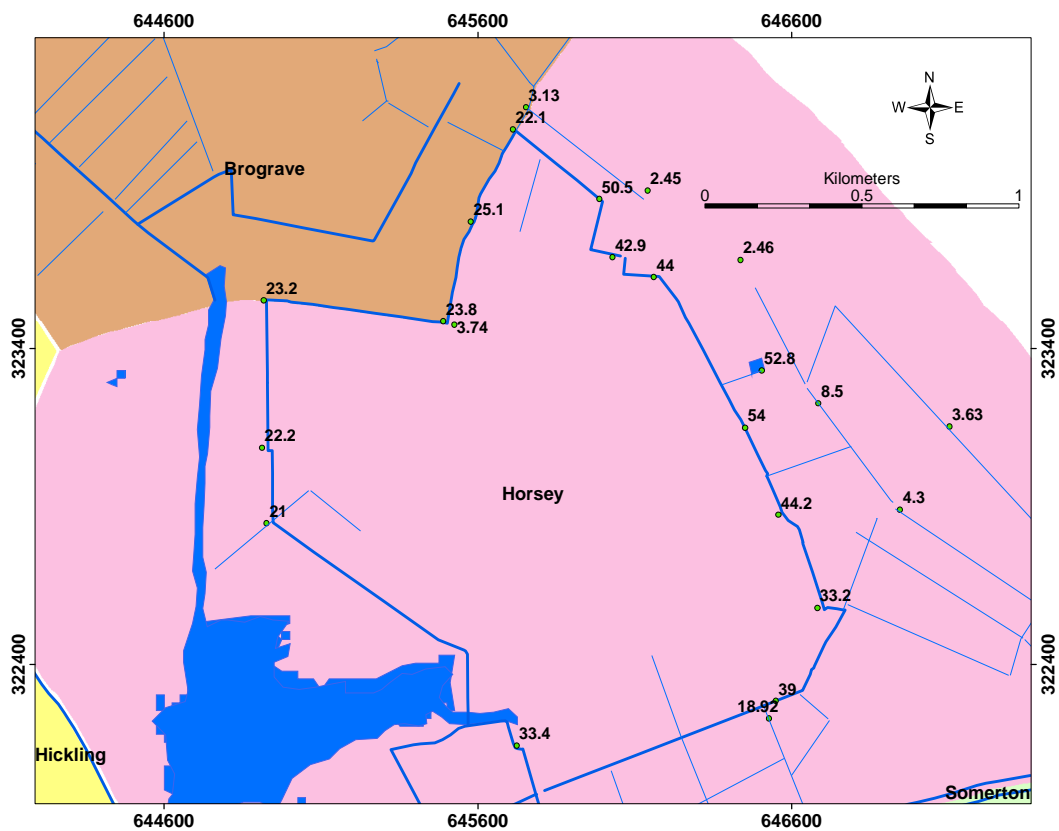 644600 645600 646600
N
W E
S
Kilometers
0 0.5 1
3.13
22.1
Brograve
2.45
50.5
25.1
42.9
2.46
44
23.2
23.8
3.74
323400 323400
52.8
8.5
3.63
54
22.2
Horsey
4.3
44.2
21
33.2
322400 322400
39
18.92
33.4
Hickling
Somerton
644600 645600 646600